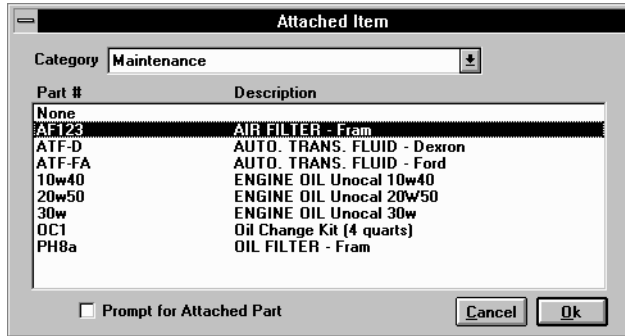 Attached Item
Category Maintenance
Part # Description
None
AF123 AIR FILTER - Fram
ATF-D AUTO. TRANS. FLUID - Dexron
ATF-FA AUTO. TRANS. FLUID - Ford
10w40 ENGINE OIL Unocal 10w40
20w50 ENGINE OIL Unocal 20W50
30w ENGINE OIL Unocal 30w
OC1 Oil Change Kit (4 quarts)
PH8a OIL FILTER - Fram
Prompt for Attached Part Cancel Ok